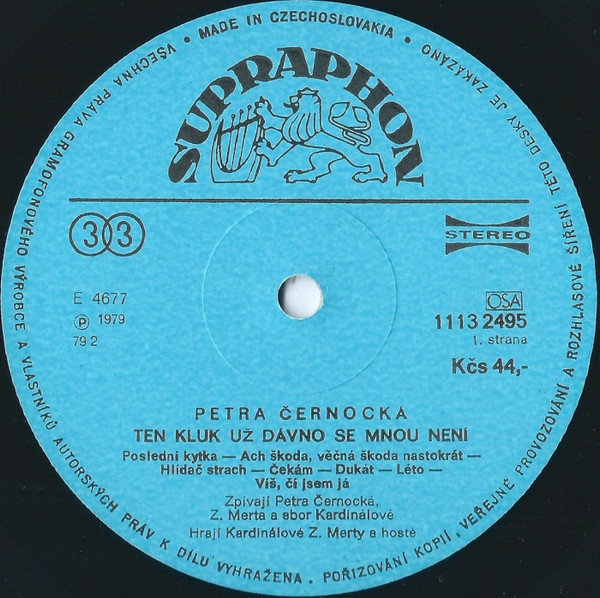 VŠECHNA PRÁVA GRAMOFONOVÉHO VÝROBCE A VLASTNÍKŮ AUTORSKÝCH PRÁV K DÍLU VYHRAŽENA. POŘIZOVÁNÍ KOPIÍ, VEŘEJNÉ PROVOZOVÁNÍ A ROZHLASOVÉ ŠÍŘENÍ TÉTO DESKY JE ZAKÁZÁNO
• MADE IN CZECHOSLOVAKIA •
SUPRAPHON
33
STEREO
E 4677
℗ 1979
79 2
OSA
1113 2495
1. strana
Kčs 44,-
PETRA ČERNOCKÁ
TEN KLUK UŽ DÁVNO SE MNOU NENÍ
Poslední kytka — Ach škoda, věčná škoda nastokrát —
Hlídač strach — Čekám — Dukát — Léto —
Víš, čí jsem já
Zpívají Petra Černocká,
Z. Merta a sbor Kardinálové
Hrají Kardinálové Z. Merty a hosté